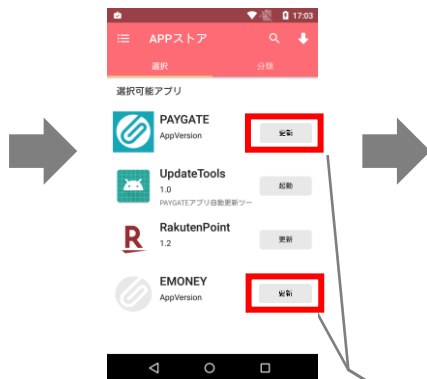 17:03
APPストア
選択
分類
選択可能アプリ
PAYGATE
AppVersion
更新
UpdateTools
1.0
起動
PAYGATEアプリ自動更新ツー
RakutenPoint
1.2
更新
EMONEY
AppVersion
更新